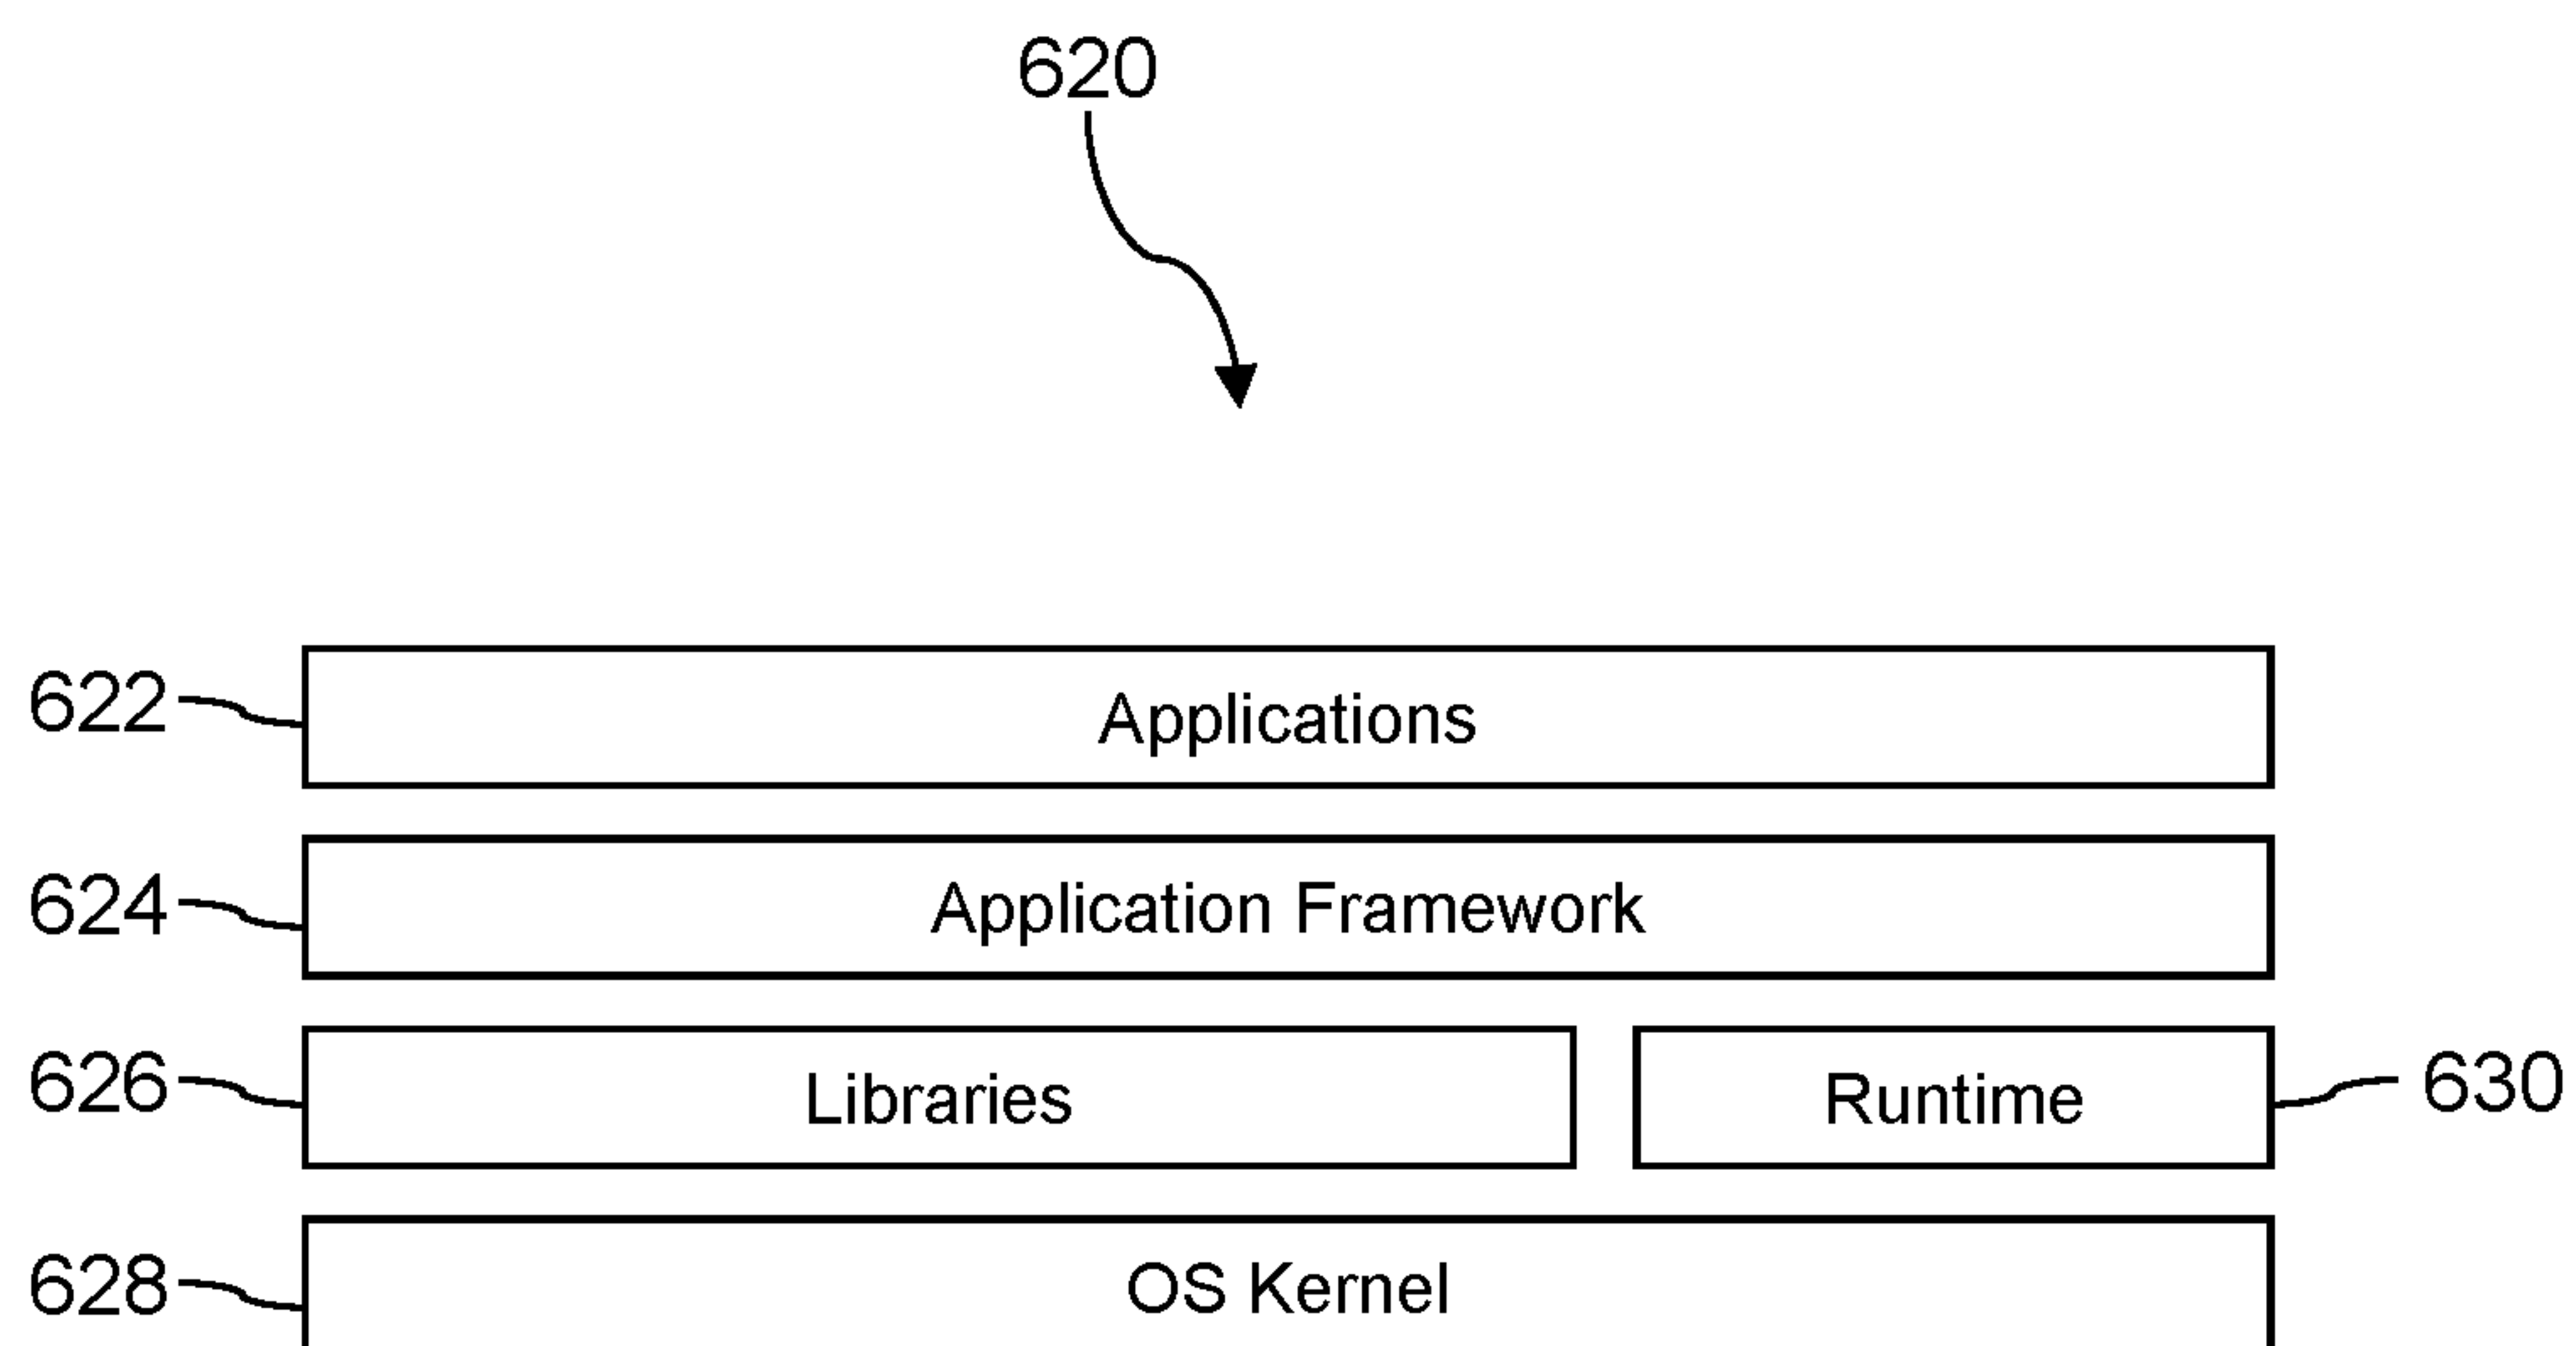 620
622 Applications
624 Application Framework
626 Libraries Runtime 630
628 OS Kernel